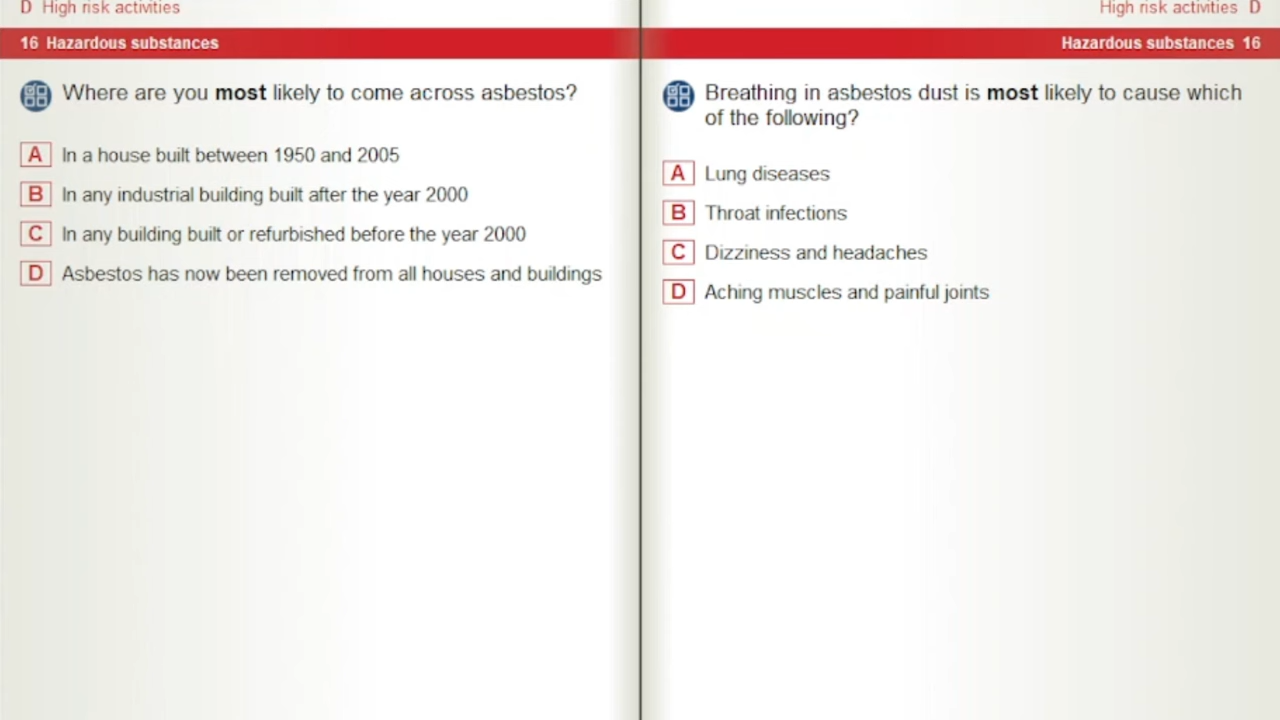 D High risk activities
16 Hazardous substances
Where are you most likely to come across asbestos?
A In a house built between 1950 and 2005
B In any industrial building built after the year 2000
C In any building built or refurbished before the year 2000
D Asbestos has now been removed from all houses and buildings
High risk activities D
Hazardous substances 16
Breathing in asbestos dust is most likely to cause which
of the following?
A Lung diseases
B Throat infections
C Dizziness and headaches
D Aching muscles and painful joints